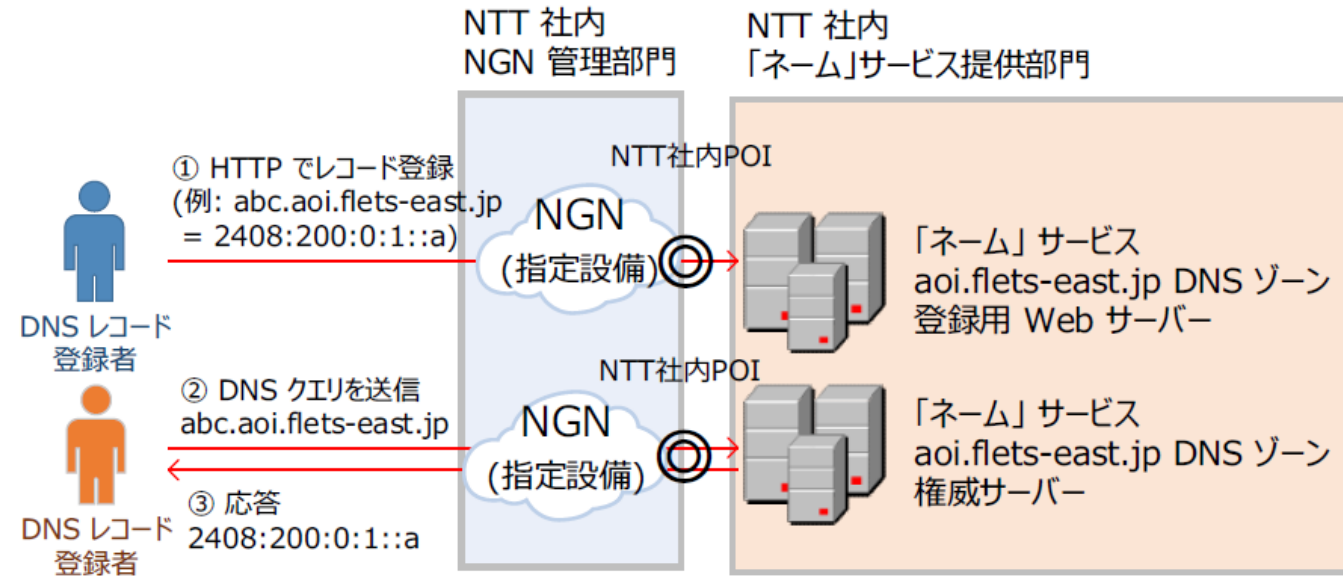 NTT 社内
NGN 管理部門
NTT 社内
「ネーム」サービス提供部門
① HTTP でレコード登録
(例: abc.aoi.flets-east.jp
= 2408:200:0:1::a)
NTT社内POI
NGN
(指定設備)
「ネーム」 サービス
aoi.flets-east.jp DNS ゾーン
登録用 Web サーバー
DNS レコード
登録者
② DNS クエリを送信
abc.aoi.flets-east.jp
NTT社内POI
NGN
(指定設備)
「ネーム」 サービス
aoi.flets-east.jp DNS ゾーン
権威サーバー
③ 応答
2408:200:0:1::a
DNS レコード
登録者